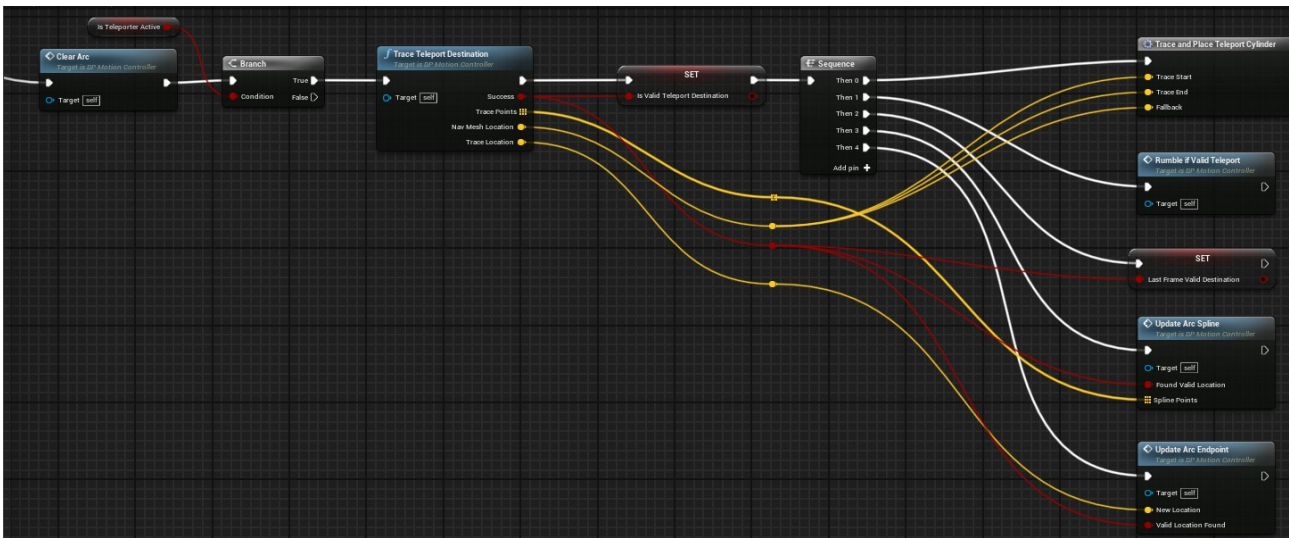 Is Teleporter Active
Clear Arc
Target is BP Motion Controller
Target self
Branch
True
Condition
False
Trace Teleport Destination
Target is BP Motion Controller
Target self
Success
Trace Points
Nav Mesh Location
Trace Location
SET
Is Valid Teleport Destination
Sequence
Then 0
Then 1
Then 2
Then 3
Then 4
Add pin
Trace and Place Teleport Cylinder
Trace Start
Trace End
Fallback
Rumble if Valid Teleport
Target is BP Motion Controller
Target self
SET
Last Frame Valid Destination
Update Arc Spline
Target is BP Motion Controller
Target self
Found Valid Location
Spline Points
Update Arc Endpoint
Target is BP Motion Controller
Target self
New Location
Valid Location Found